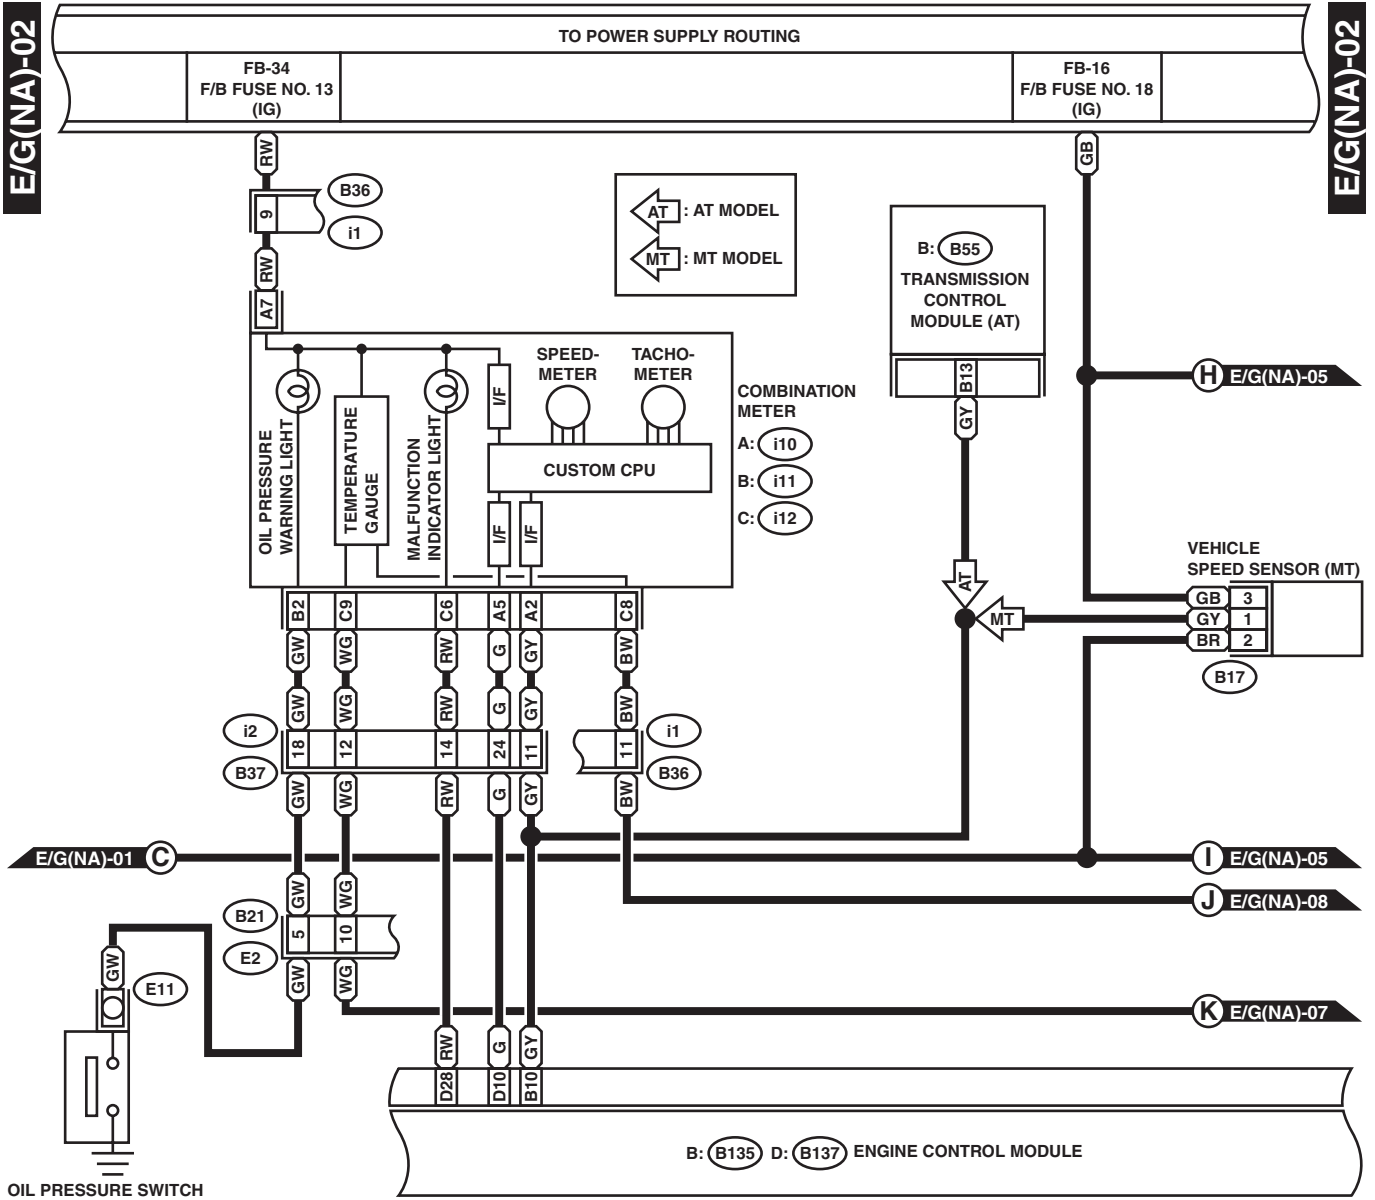 E/G(NA)-02
E/G(NA)-02
TO POWER SUPPLY ROUTING
FB-34
F/B FUSE NO. 13
(IG)
FB-16
F/B FUSE NO. 18
(IG)
RW
GB
B36
9
i1
RW
A7
AT : AT MODEL
MT : MT MODEL
B: B55
TRANSMISSION
CONTROL
MODULE (AT)
B13
GY
H E/G(NA)-05
OIL PRESSURE
WARNING LIGHT
TEMPERATURE
GAUGE
MALFUNCTION
INDICATOR LIGHT
I/F
SPEED-
METER
TACHO-
METER
CUSTOM CPU
I/F
I/F
COMBINATION
METER
A: i10
B: i11
C: i12
AT
MT
VEHICLE
SPEED SENSOR (MT)
GB 3
GY 1
BR 2
B17
B2 C9 C6 A5 A2 C8
GW WG RW G GY BW
GW WG RW G GY BW
i2
18 12 14 24 11 11
i1
B37
B36
GW WG RW G GY BW
E/G(NA)-01 C
I E/G(NA)-05
J E/G(NA)-08
GW WG
B21
5 10
E2
GW WG
GW
E11
K E/G(NA)-07
RW G GY
D28 D10 B10
B: B135 D: B137 ENGINE CONTROL MODULE
OIL PRESSURE SWITCH